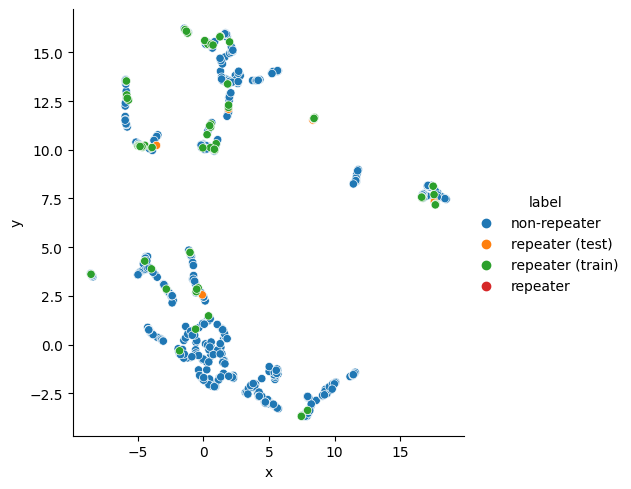 15.0
12.5
10.0
7.5
5.0
2.5
0.0
−2.5
y
−5
0
5
10
15
x
label
non-repeater
repeater (test)
repeater (train)
repeater